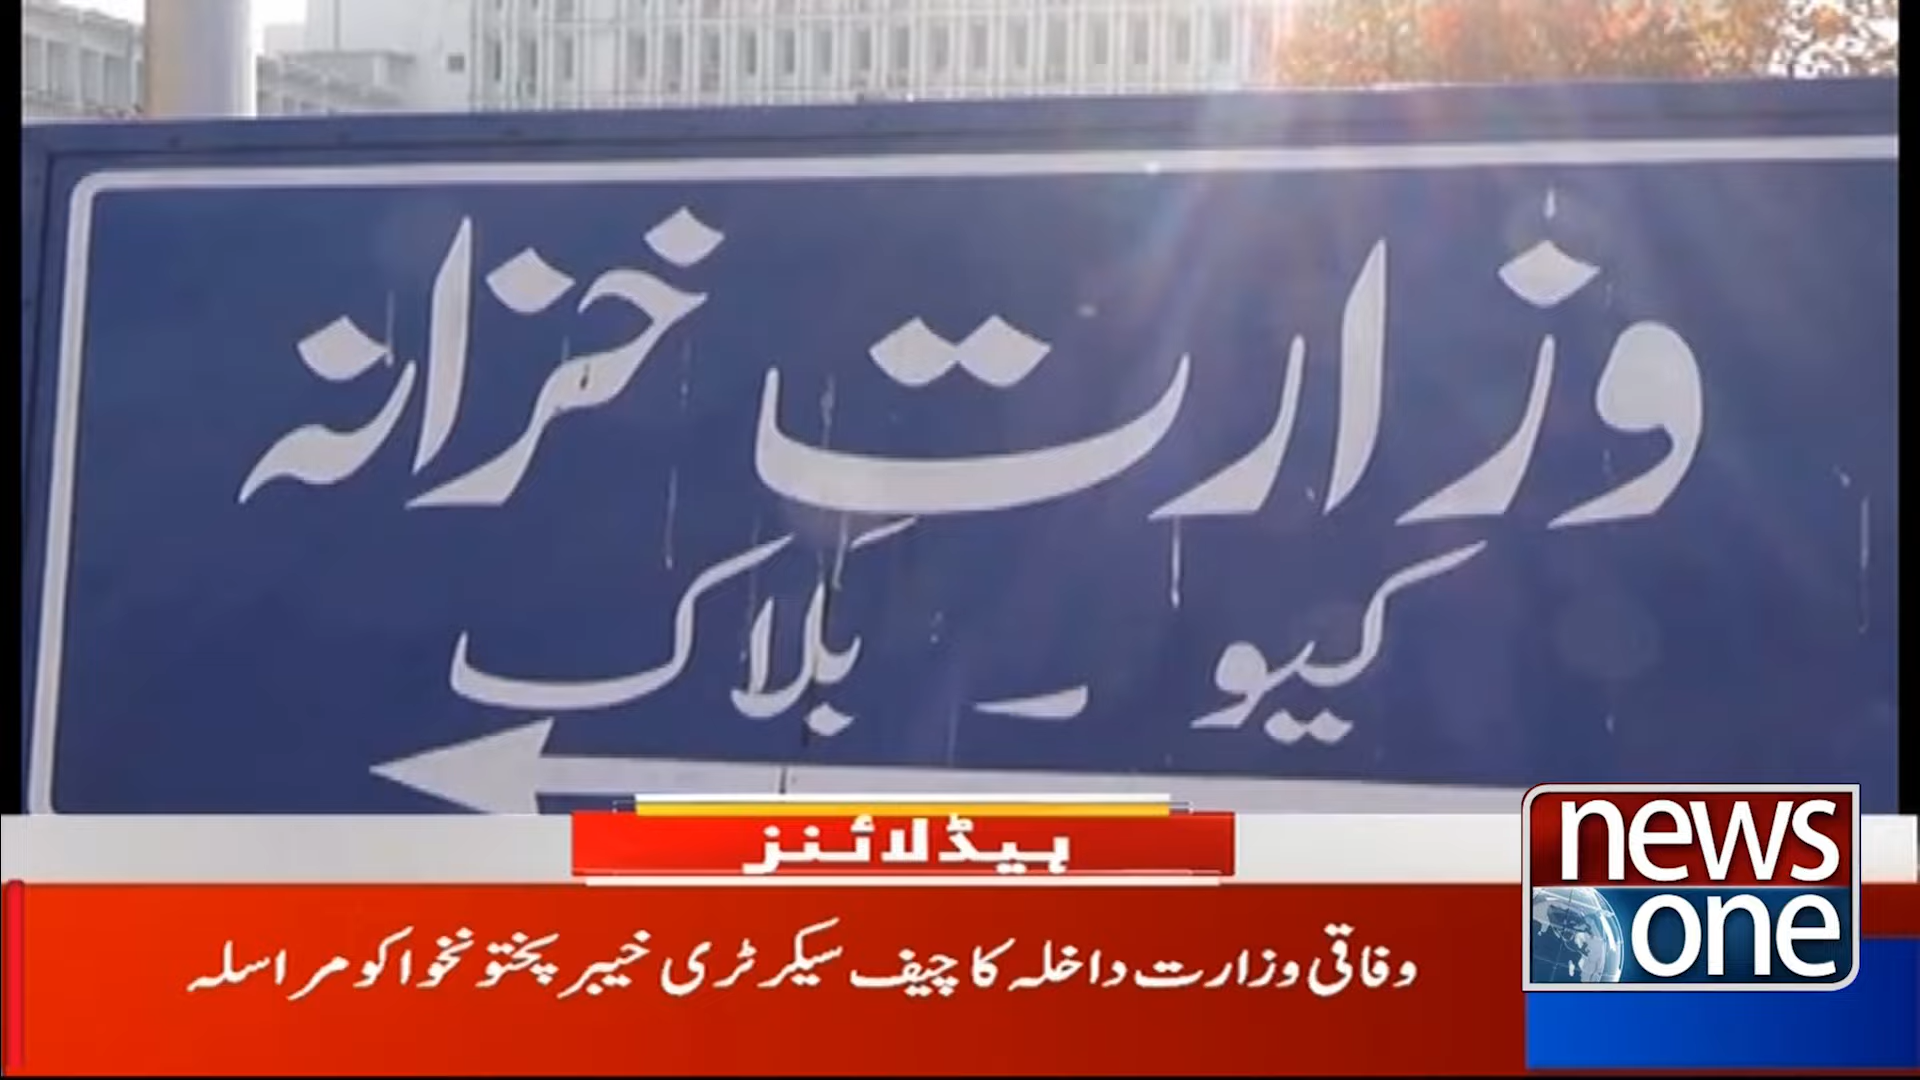 وزارتِ خزانہ
کیو - بلاک
ہیڈلائنز
وفاقی وزارت داخلہ کا چیف سیکرٹری خیبر پختونخوا کو مراسلہ
news
one